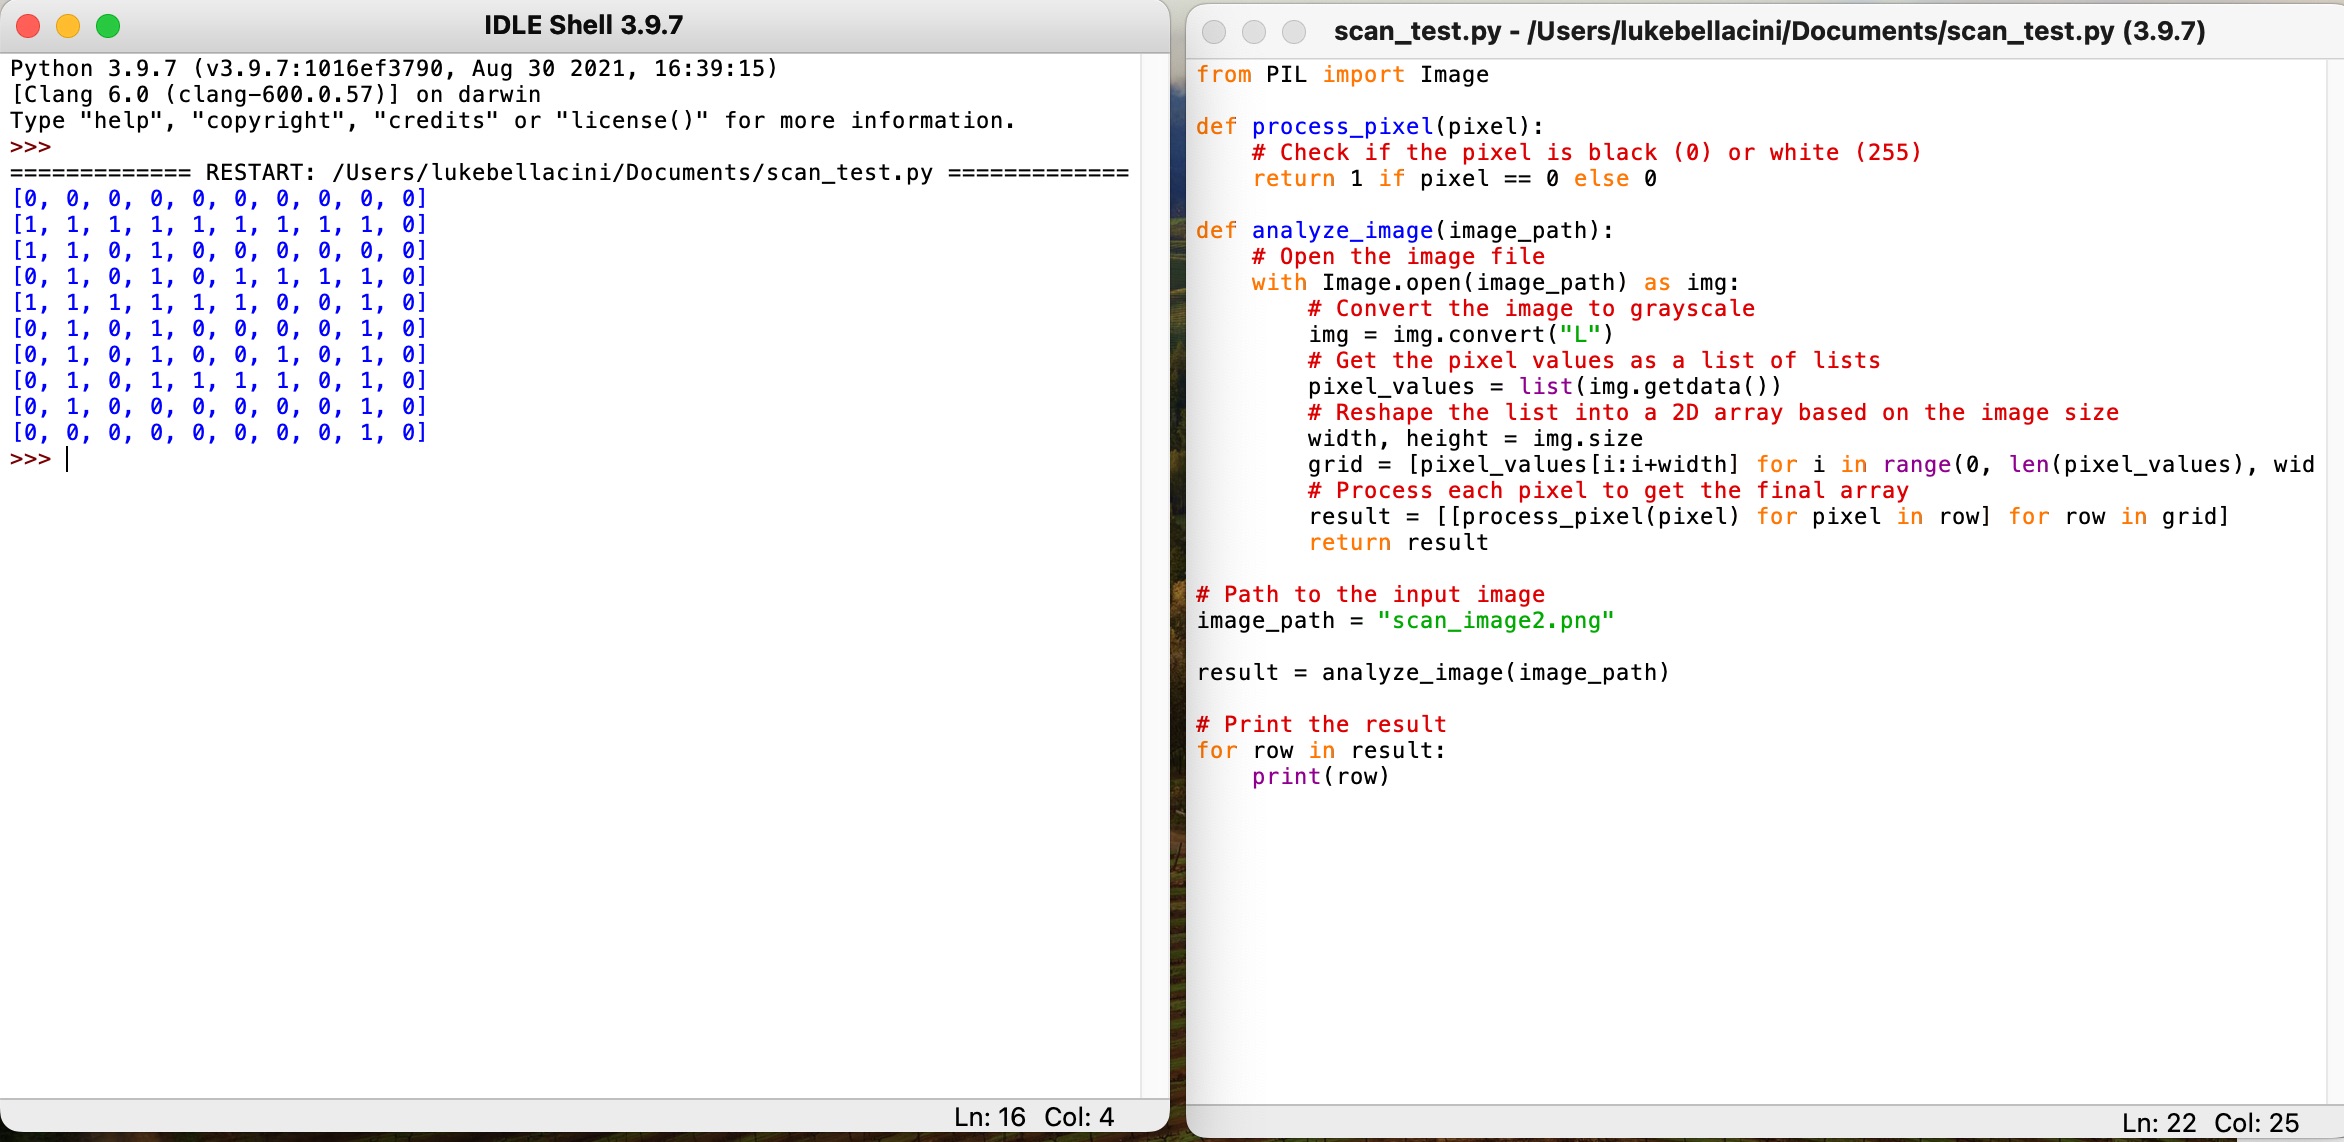 IDLE Shell 3.9.7
Python 3.9.7 (v3.9.7:1016ef3790, Aug 30 2021, 16:39:15)
[Clang 6.0 (clang-600.0.57)] on darwin
Type "help", "copyright", "credits" or "license()" for more information.
>>>
============= RESTART: /Users/lukebellacini/Documents/scan_test.py =============
[0, 0, 0, 0, 0, 0, 0, 0, 0, 0]
[1, 1, 1, 1, 1, 1, 1, 1, 1, 0]
[1, 1, 0, 1, 0, 0, 0, 0, 0, 0]
[0, 1, 0, 1, 0, 1, 1, 1, 1, 0]
[1, 1, 1, 1, 1, 1, 0, 0, 1, 0]
[0, 1, 0, 1, 0, 0, 0, 0, 1, 0]
[0, 1, 0, 1, 0, 0, 1, 0, 1, 0]
[0, 1, 0, 1, 1, 1, 1, 0, 1, 0]
[0, 1, 0, 0, 0, 0, 0, 0, 1, 0]
[0, 0, 0, 0, 0, 0, 0, 0, 1, 0]
>>>
Ln: 16 Col: 4
scan_test.py - /Users/lukebellacini/Documents/scan_test.py (3.9.7)
from PIL import Image
def process_pixel(pixel):
    # Check if the pixel is black (0) or white (255)
    return 1 if pixel == 0 else 0
def analyze_image(image_path):
    # Open the image file
    with Image.open(image_path) as img:
        # Convert the image to grayscale
        img = img.convert("L")
        # Get the pixel values as a list of lists
        pixel_values = list(img.getdata())
        # Reshape the list into a 2D array based on the image size
        width, height = img.size
        grid = [pixel_values[i:i+width] for i in range(0, len(pixel_values), wid
        # Process each pixel to get the final array
        result = [[process_pixel(pixel) for pixel in row] for row in grid]
        return result
# Path to the input image
image_path = "scan_image2.png"
result = analyze_image(image_path)
# Print the result
for row in result:
    print(row)
Ln: 22 Col: 25